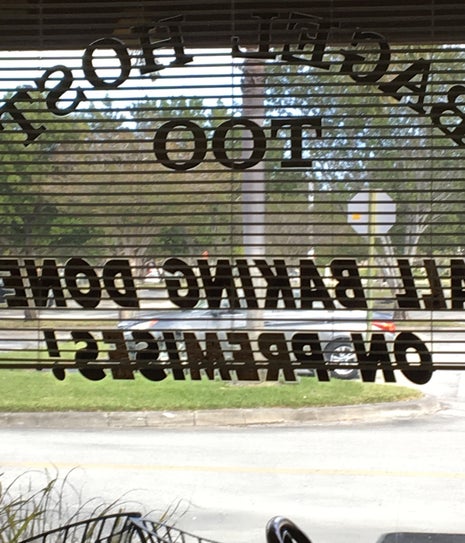 BAGEL HOST
TOO
ALL BAKING DONE
ON PREMISES!